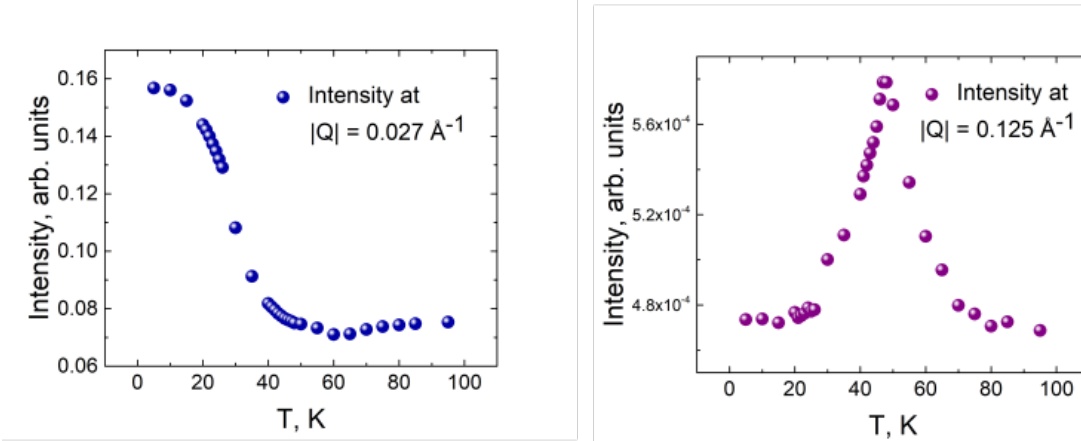 0.16
0.14
0.12
0.10
0.08
0.06
Intensity, arb. units
Intensity at
|Q| = 0.027 Å⁻¹
0 20 40 60 80 100
T, K
5.6x10⁻⁴
5.2x10⁻⁴
4.8x10⁻⁴
Intensity, arb. units
Intensity at
|Q| = 0.125 Å⁻¹
0 20 40 60 80 100
T, K